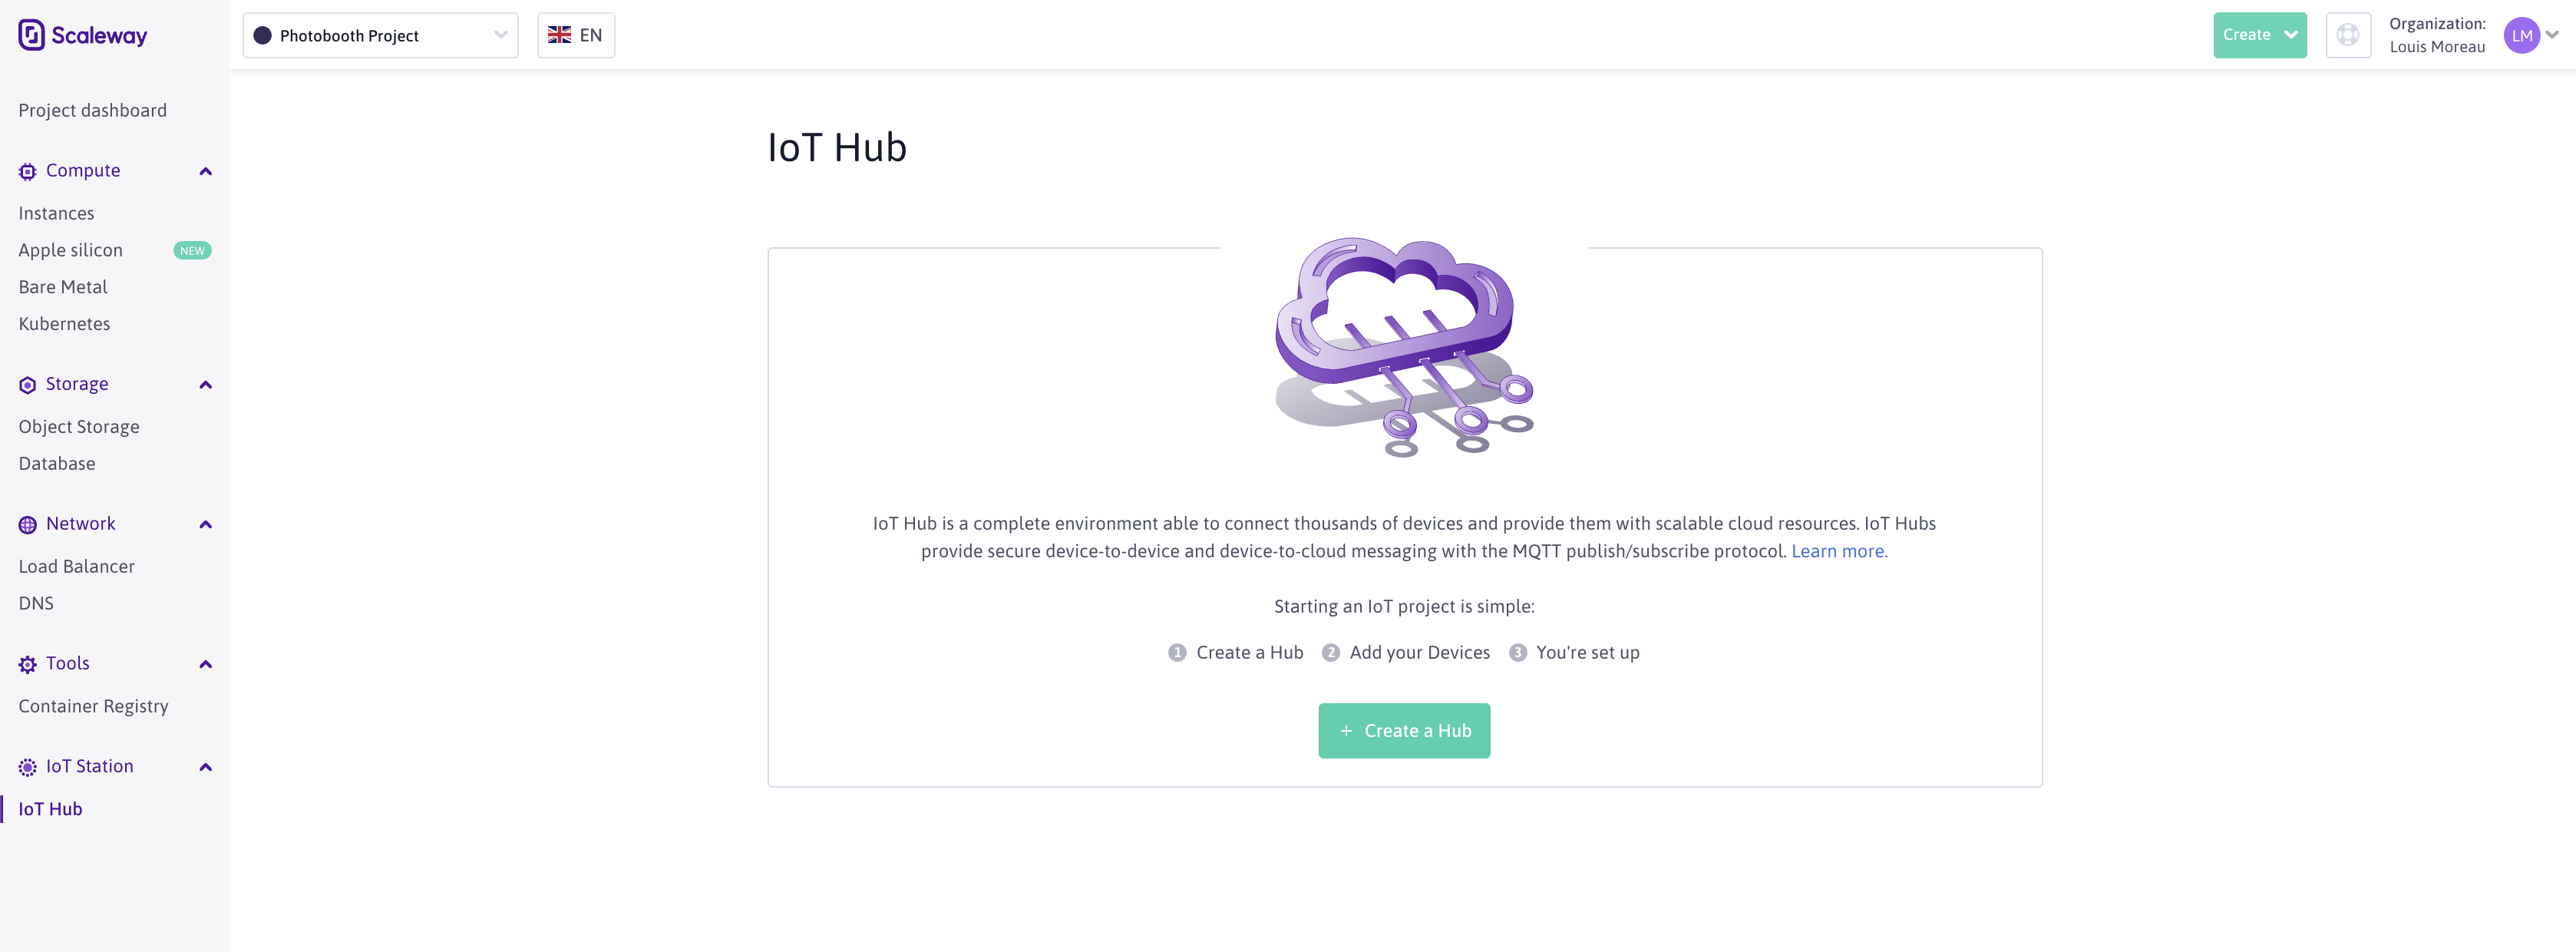 Scaleway
Photobooth Project
EN
Create
Organization:
Louis Moreau
LM
Project dashboard
Compute
Instances
Apple silicon NEW
Bare Metal
Kubernetes
Storage
Object Storage
Database
Network
Load Balancer
DNS
Tools
Container Registry
IoT Station
IoT Hub
IoT Hub
IoT Hub is a complete environment able to connect thousands of devices and provide them with scalable cloud resources. IoT Hubs
provide secure device-to-device and device-to-cloud messaging with the MQTT publish/subscribe protocol. Learn more.
Starting an IoT project is simple:
1 Create a Hub 2 Add your Devices 3 You're set up
+ Create a Hub